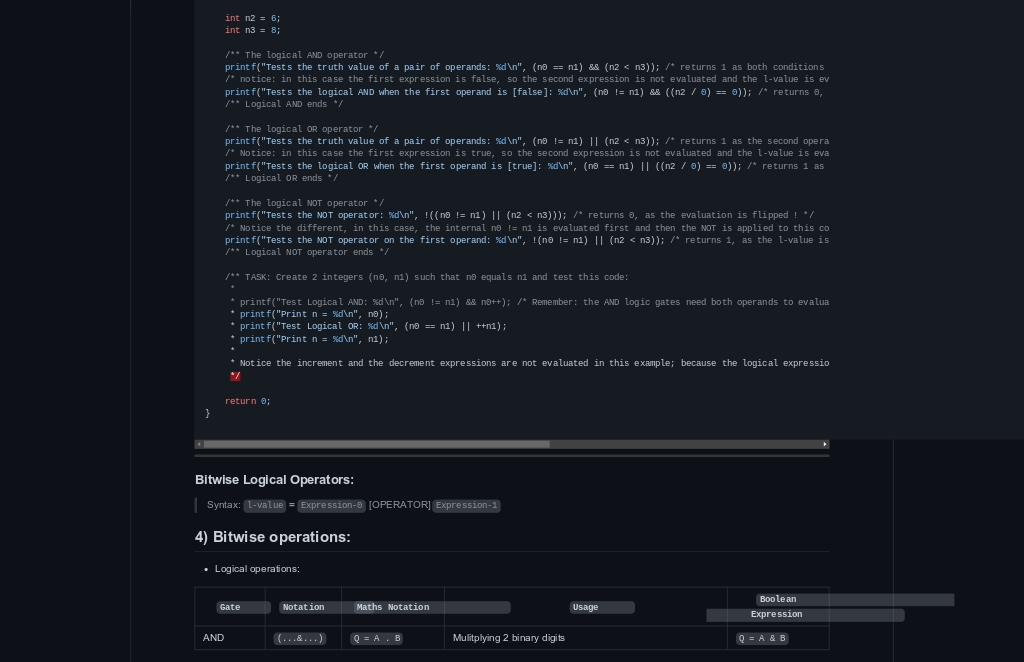 int n2 = 6;
int n3 = 8;
/** The logical AND operator */
printf("Tests the truth value of a pair of operands: %d\n", (n0 == n1) && (n2 < n3)); /* returns 1 as both conditions
/* notice: in this case the first expression is false, so the second expression is not evaluated and the l-value is ev
printf("Tests the logical AND when the first operand is [false]: %d\n", (n0 != n1) && ((n2 / 0) == 0)); /* returns 0,
/** Logical AND ends */
/** The logical OR operator */
printf("Tests the truth value of a pair of operands: %d\n", (n0 != n1) || (n2 < n3)); /* returns 1 as the second opera
/* Notice: in this case the first expression is true, so the second expression is not evaluated and the l-value is eva
printf("Tests the logical OR when the first operand is [true]: %d\n", (n0 == n1) || ((n2 / 0) == 0)); /* returns 1 as
/** Logical OR ends */
/** The logical NOT operator */
printf("Tests the NOT operator: %d\n", !((n0 != n1) || (n2 < n3))); /* returns 0, as the evaluation is flipped ! */
/* Notice the different, in this case, the internal n0 != n1 is evaluated first and then the NOT is applied to this co
printf("Tests the NOT operator on the first operand: %d\n", !(n0 != n1) || (n2 < n3)); /* returns 1, as the l-value is
/** Logical NOT operator ends */
/** TASK: Create 2 integers (n0, n1) such that n0 equals n1 and test this code:
*
* printf("Test Logical AND: %d\n", (n0 != n1) && n0++); /* Remember: the AND logic gates need both operands to evalua
* printf("Print n = %d\n", n0);
* printf("Test Logical OR: %d\n", (n0 == n1) || ++n1);
* printf("Print n = %d\n", n1);
*
* Notice the increment and the decrement expressions are not evaluated in this example; because the logical expressio
*/
return 0;
}
Bitwise Logical Operators:
Syntax: l-value = Expression-0 [OPERATOR] Expression-1
4) Bitwise operations:
• Logical operations:
Gate Notation Maths Notation Usage Boolean Expression
AND (...&...) Q = A . B Mulitplying 2 binary digits Q = A & B